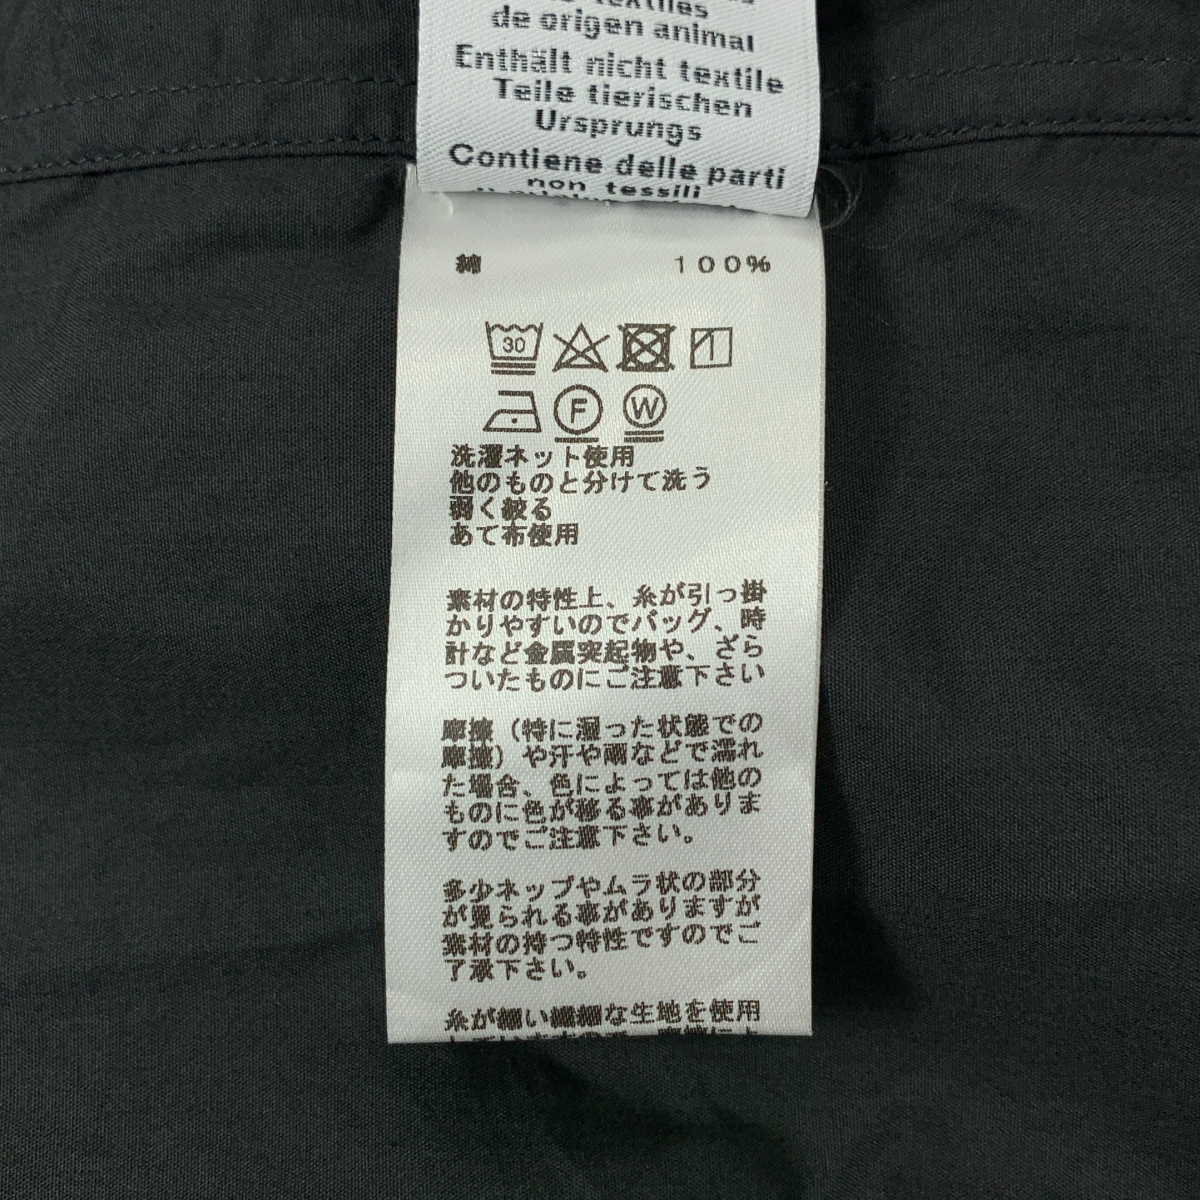 textiles
de origen animal
Enthält nicht textile
Teile tierischen
Ursprungs
Contiene delle parti
non tessili
綿 100%
30
F W
洗濯ネット使用
他のものと分けて洗う
弱く絞る
あて布使用
素材の特性上、糸が引っ掛
かりやすいのでバッグ、時
計など金属突起物や、ざら
ついたものにご注意下さい
摩擦(特に湿った状態での
摩擦)や汗や雨などで濡れ
た場合、色によっては他の
ものに色が移る事がありま
すのでご注意下さい。
多少ネップやムラ状の部分
が見られる事がありますが
素材の持つ特性ですのでご
了承下さい。
糸が細い繊細な生地を使用